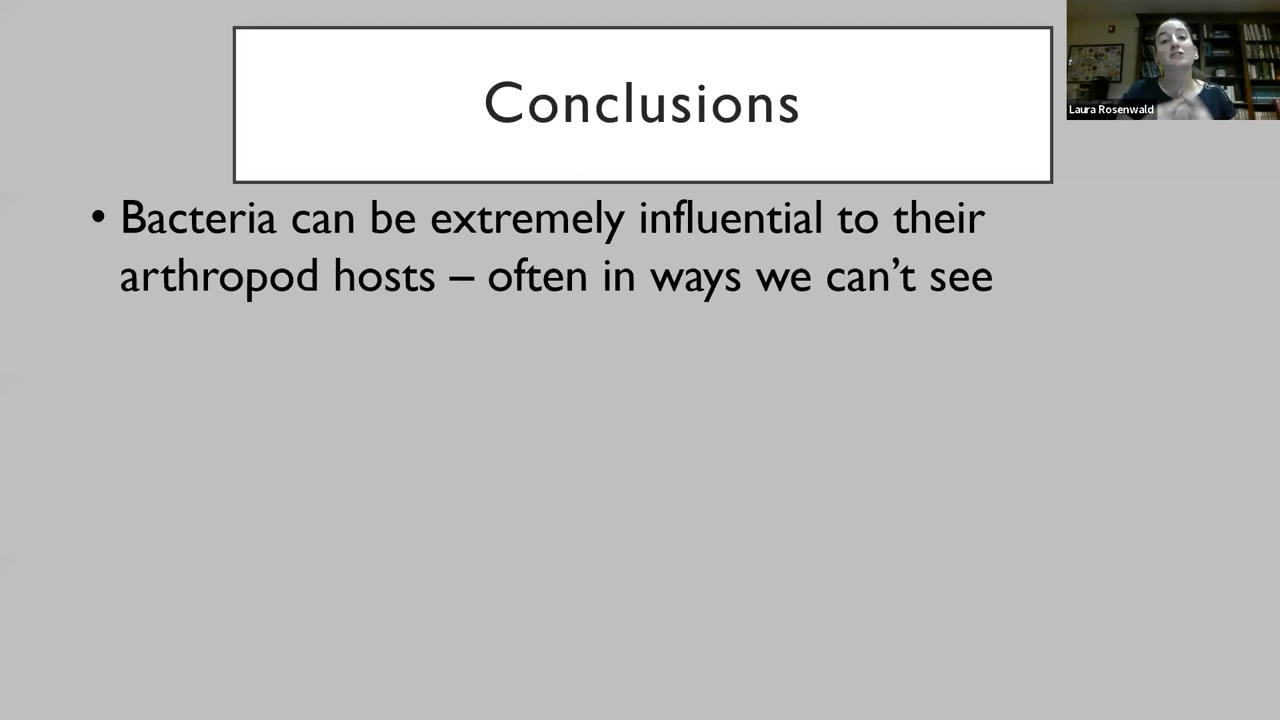 Conclusions
Laura Rosenwald
• Bacteria can be extremely influential to their
arthropod hosts – often in ways we can’t see